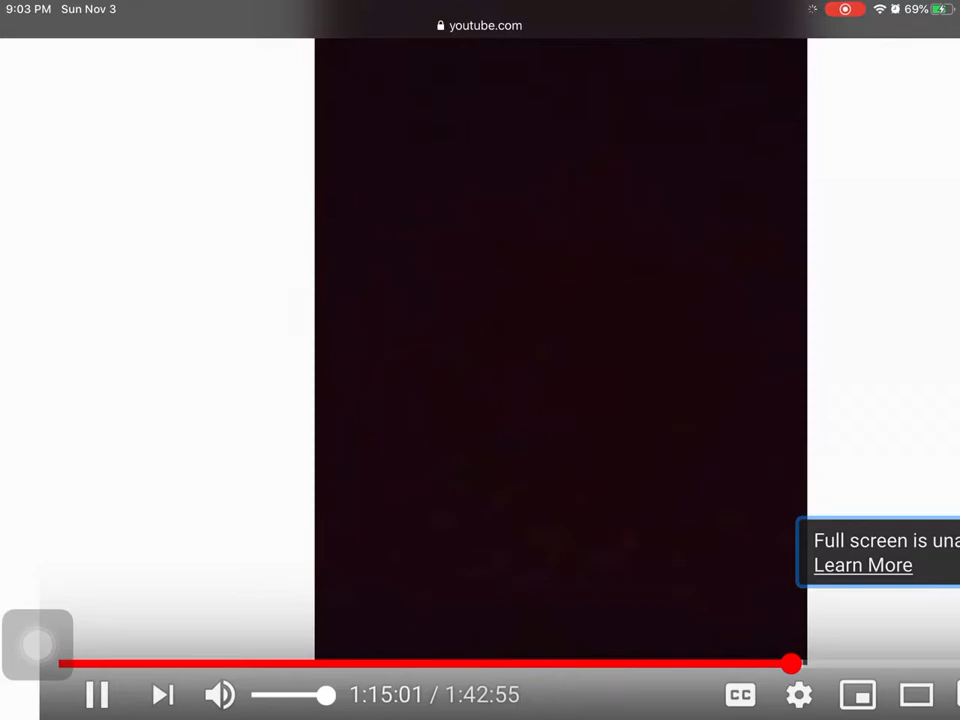 9:03 PM Sun Nov 3
69%
youtube.com
Full screen is una
Learn More
1:15:01 / 1:42:55
CC